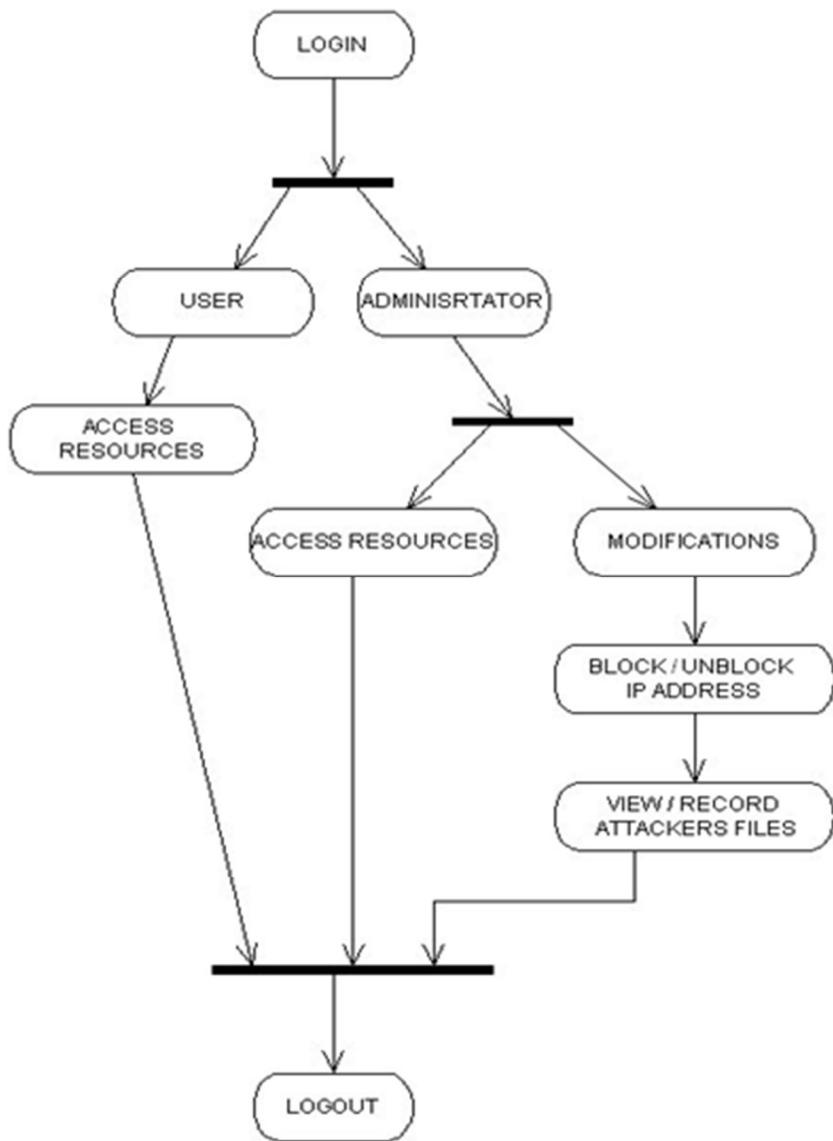 LOGIN
USER
ADMINISRTATOR
ACCESS
RESOURCES
ACCESS RESOURCES
MODIFICATIONS
BLOCK / UNBLOCK
IP ADDRESS
VIEW / RECORD
ATTACKERS FILES
LOGOUT